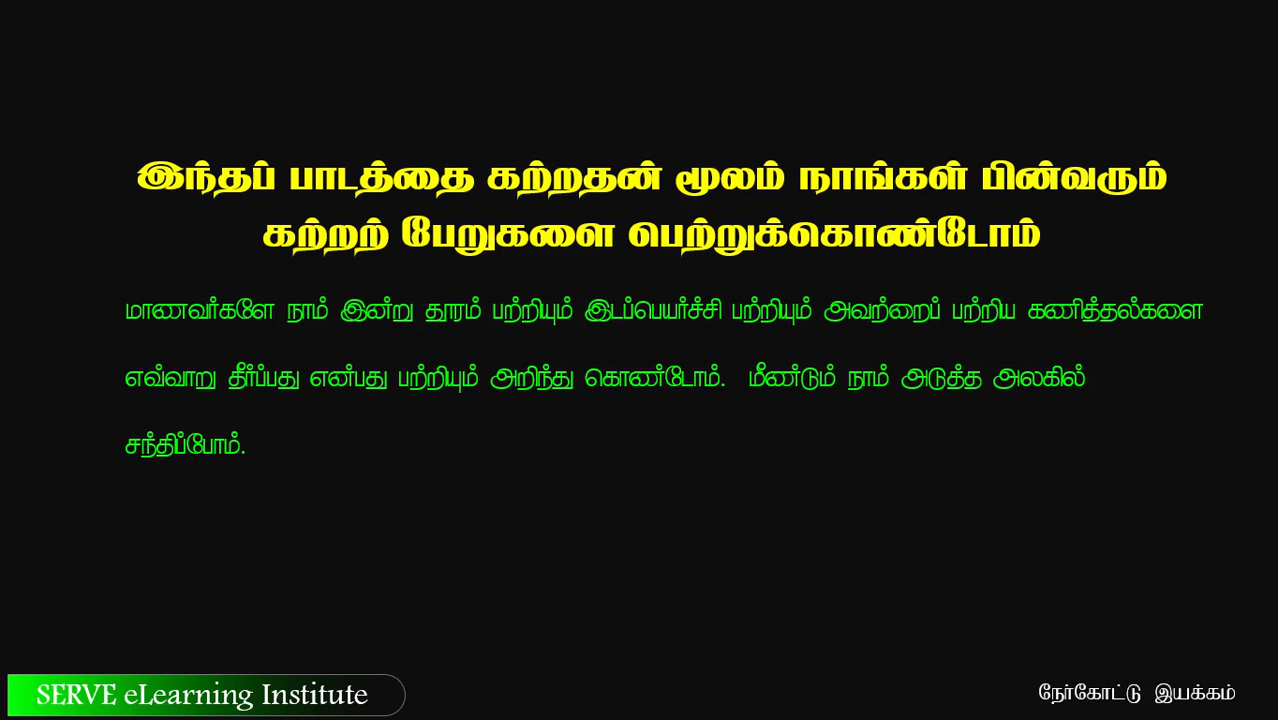 இந்தப் பாடத்தை கற்றதன் மூலம் நாங்கள் பின்வரும்
கற்றற் பேறுகளை பெற்றுக்கொண்டோம்
மாணவர்களே நாம் இன்று தூரம் பற்றியும் இடப்பெயர்ச்சி பற்றியும் அவற்றைப் பற்றிய கணித்தல்களை
எவ்வாறு தீர்ப்பது என்பது பற்றியும் அறிந்து கொண்டோம். மீண்டும் நாம் அடுத்த அலகில்
சந்திப்போம்.
SERVE eLearning Institute
நேர்கோட்டு இயக்கம்